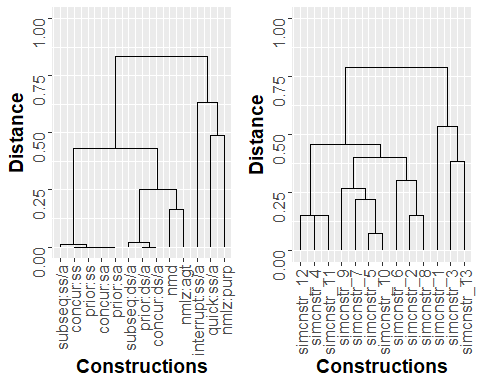 Distance
1.00
0.75
0.50
0.25
0.00
subseq:ss/a
concur:ss
prior:ss
concur:sa
prior:sa
subseq:ds/a
prior:ds/a
concur:ds/a
nmd
nmlz:agt
interrupt:ss/a
quick:ss/a
nmlz:purp
Constructions
Distance
1.00
0.75
0.50
0.25
0.00
simcnstr_12
simcnstr_4
simcnstr_11
simcnstr_9
simcnstr_7
simcnstr_5
simcnstr_10
simcnstr_6
simcnstr_2
simcnstr_8
simcnstr_1
simcnstr_3
simcnstr_13
Constructions